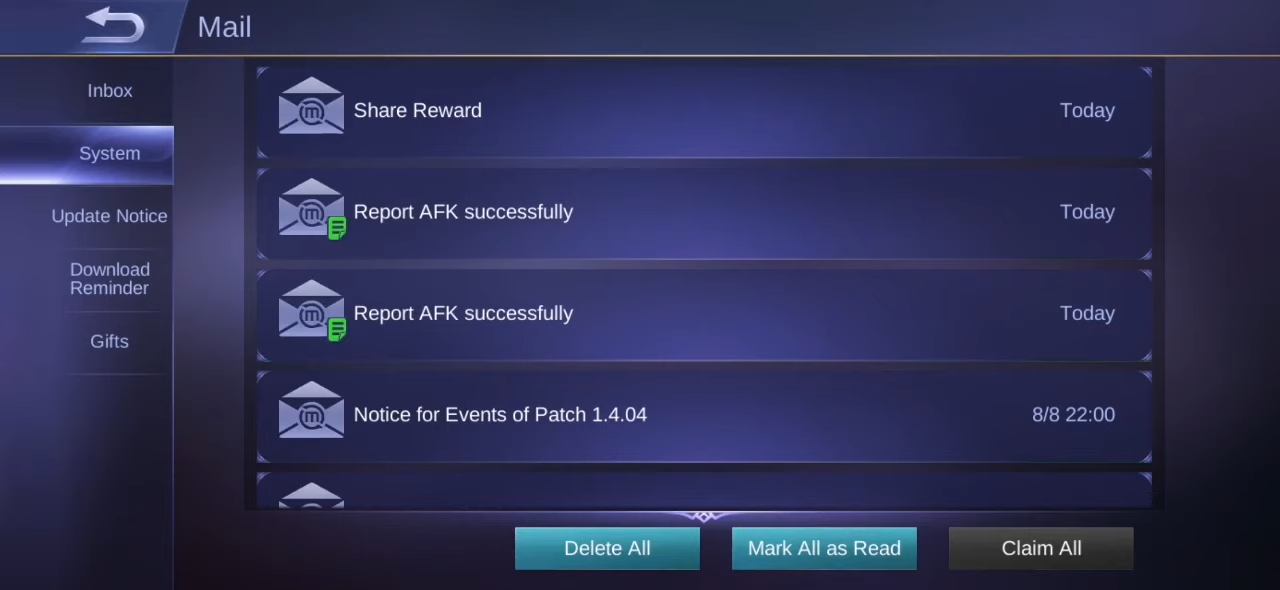 Mail
Inbox
System
Update Notice
Download
Reminder
Gifts
Share Reward
Today
Report AFK successfully
Today
Report AFK successfully
Today
Notice for Events of Patch 1.4.04
8/8 22:00
Delete All
Mark All as Read
Claim All